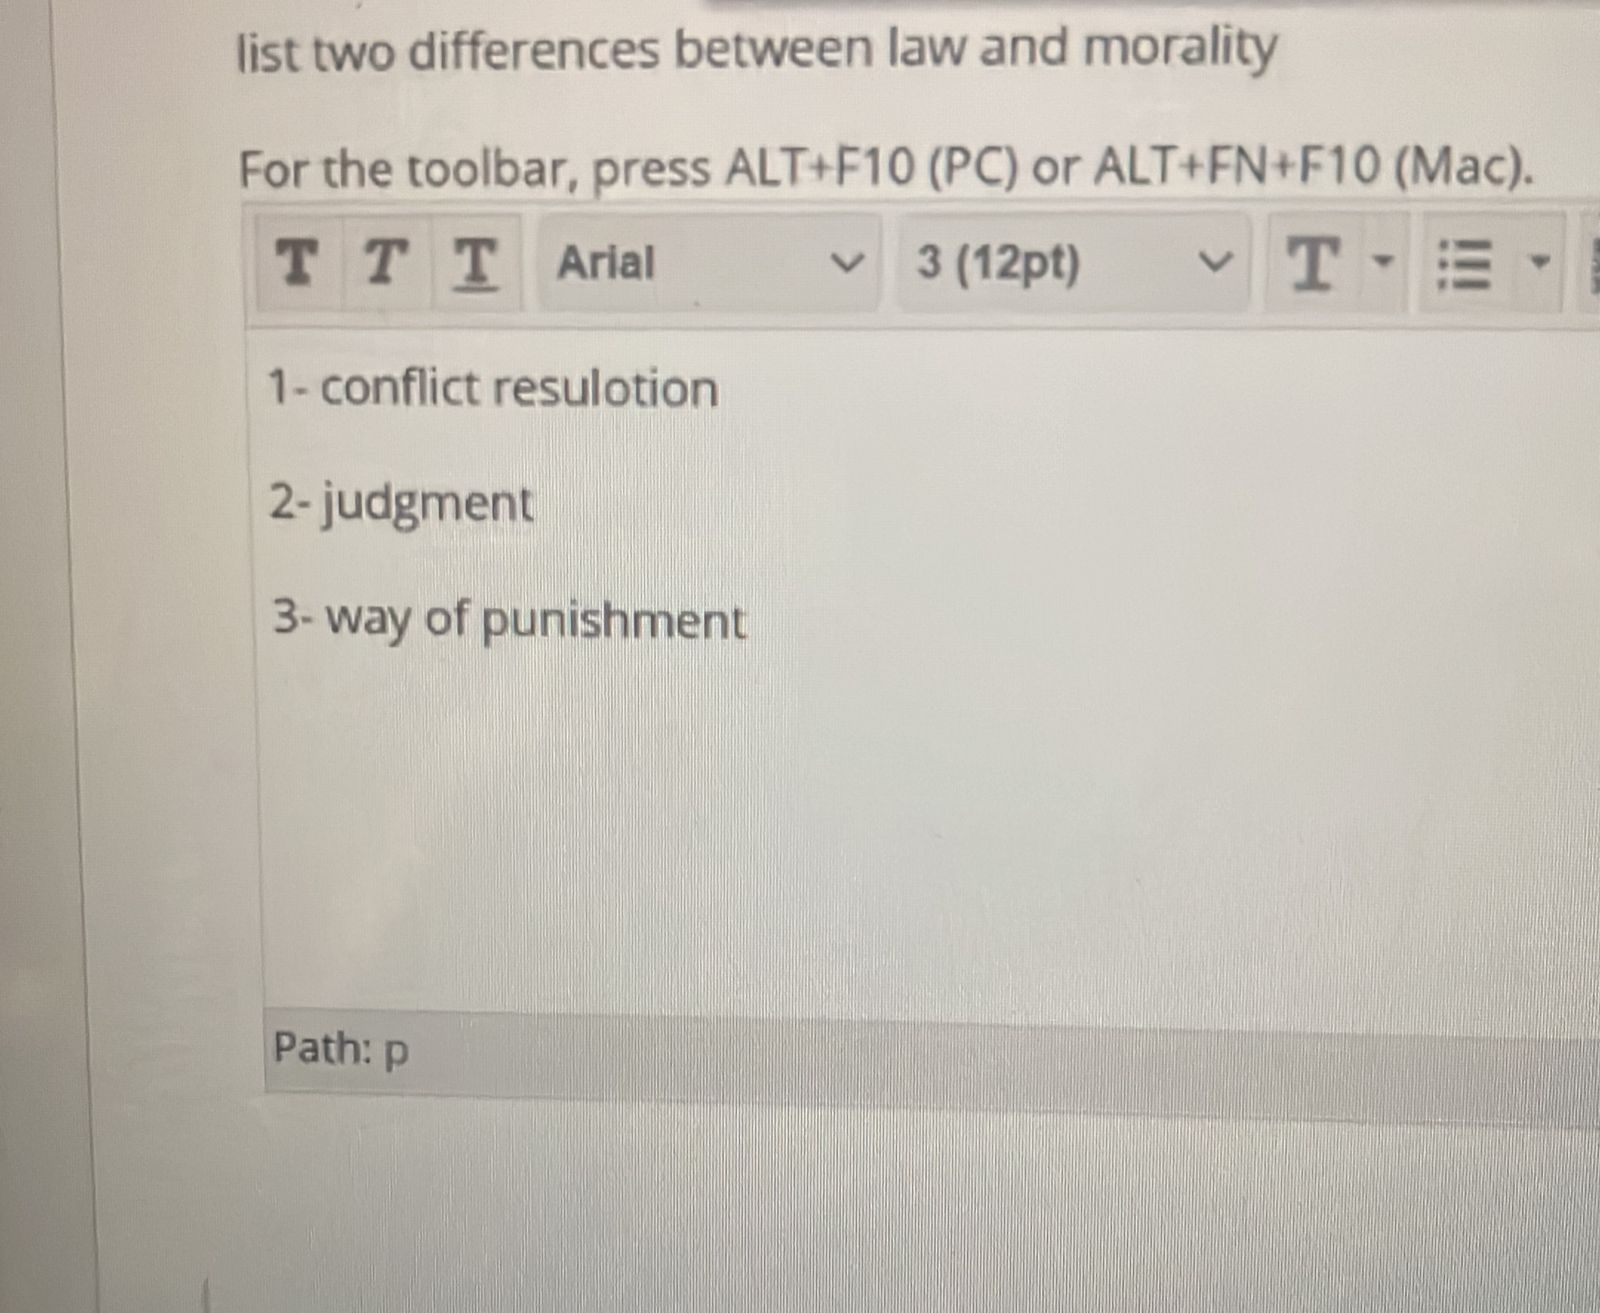 list two differences between law and morality
For the toolbar, press ALT+F10 (PC) or ALT+FN+F10 (Mac).
T T T Arial 3 (12pt) T
1- conflict resulotion
2- judgment
3- way of punishment
Path: p